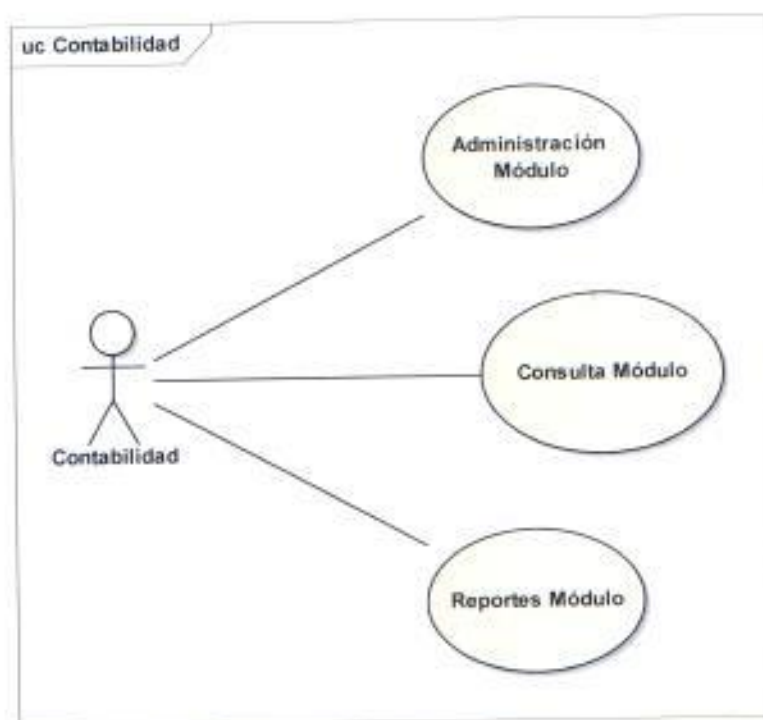 uc Contabilidad
Administración
Módulo
Consulta Módulo
Contabilidad
Reportes Módulo